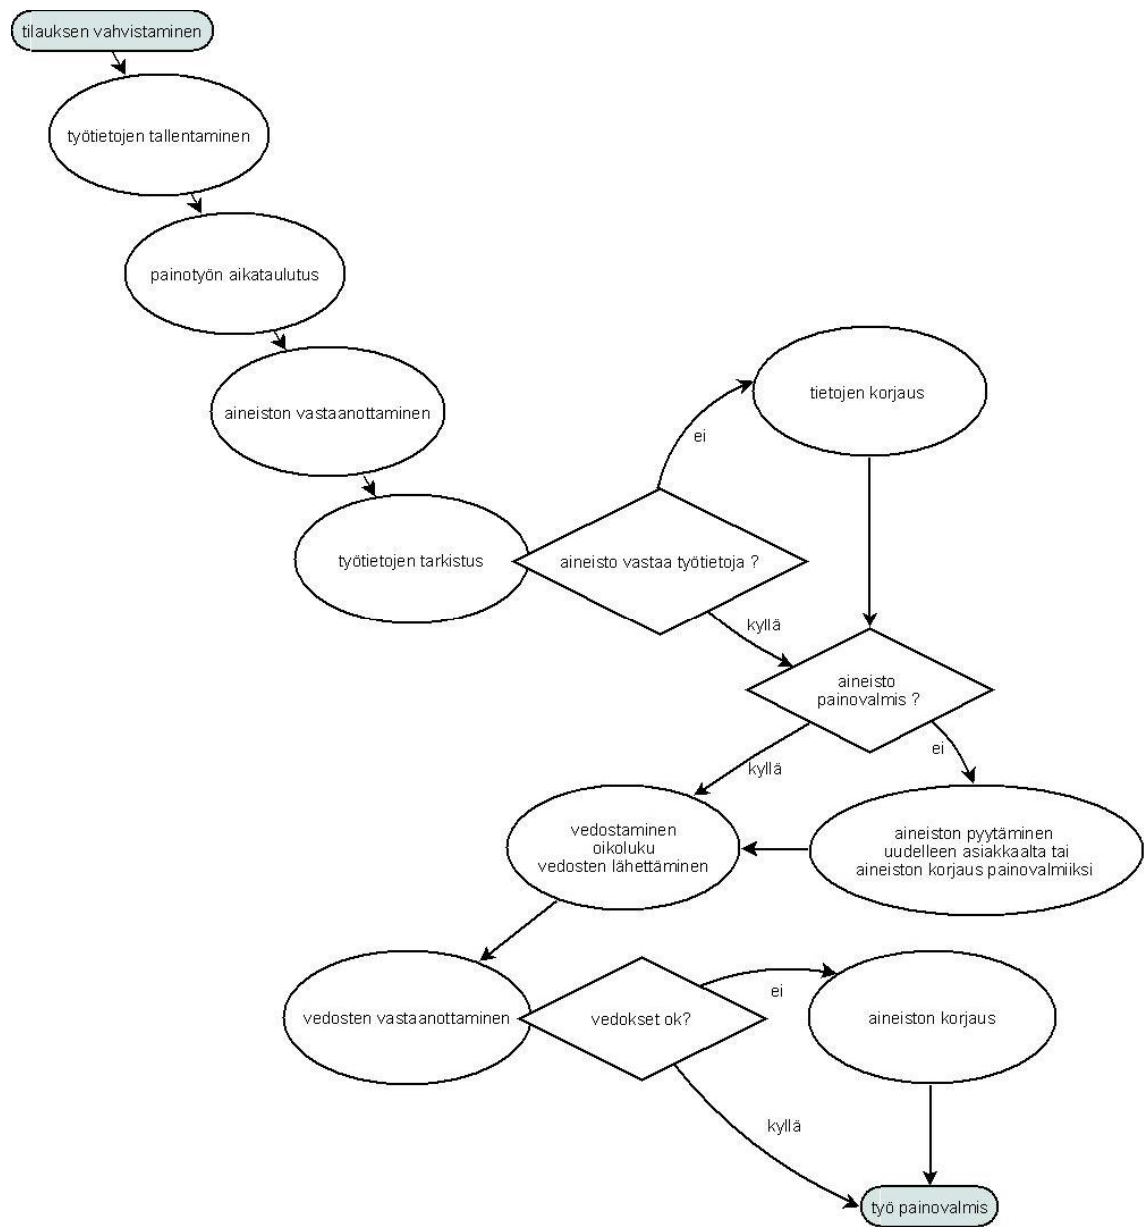 tilauksen vahvistaminen
työtietojen tallentaminen
painotyön aikataulutus
aineiston vastaanottaminen
tietojen korjaus
ei
työtietojen tarkistus
aineisto vastaa työtietoja ?
kyllä
aineisto
painovalmis ?
kyllä
ei
vedostaminen
oikoluku
vedosten lähettäminen
aineiston pyytäminen
uudelleen asiakkaalta tai
aineiston korjaus painovalmiiksi
vedosten vastaanottaminen
vedokset ok?
ei
aineiston korjaus
kyllä
työ painovalmis